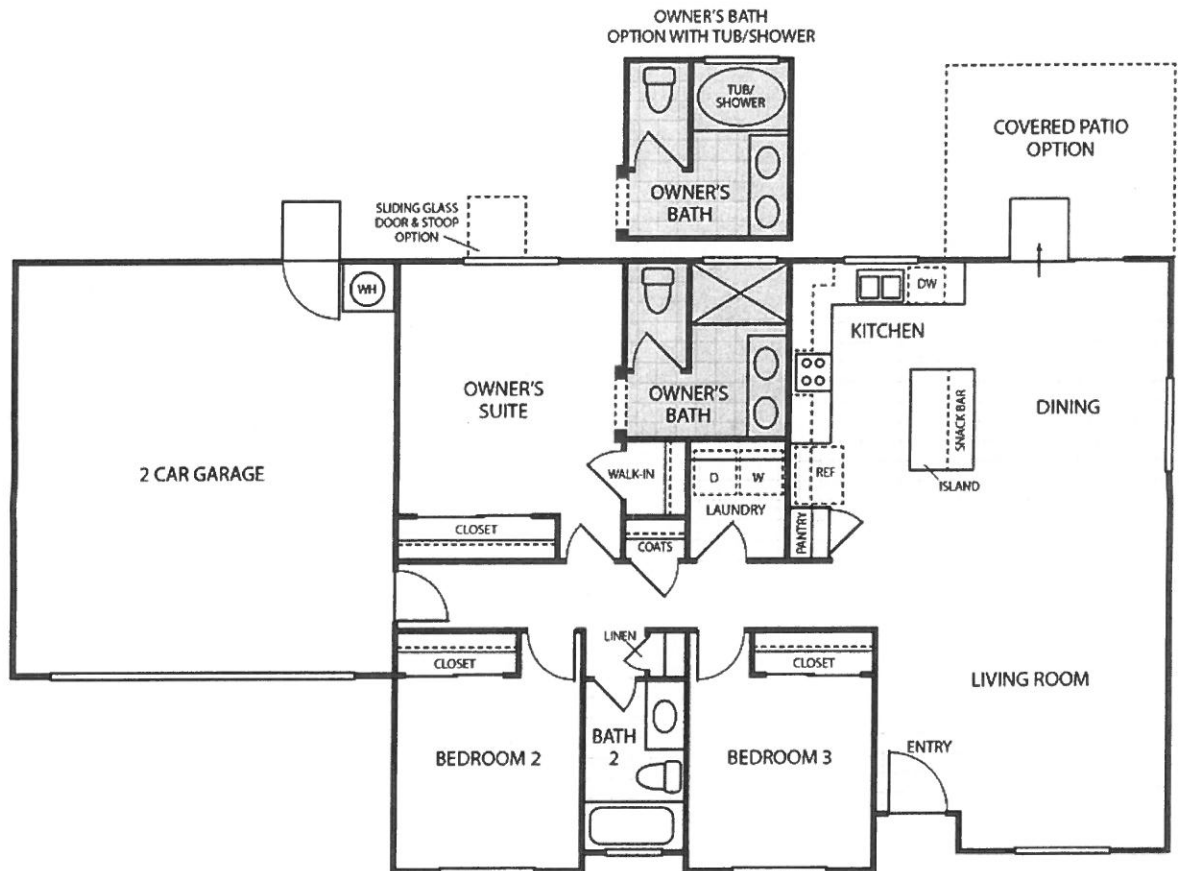 OWNER'S BATH
OPTION WITH TUB/SHOWER
TUB/
SHOWER
OWNER'S
BATH
COVERED PATIO
OPTION
SLIDING GLASS
DOOR & STOOP
OPTION
WH
DW
KITCHEN
OWNER'S
SUITE
OWNER'S
BATH
DINING
SNACK BAR
ISLAND
2 CAR GARAGE
WALK-IN
D
W
REF
LAUNDRY
PANTRY
CLOSET
COATS
LINEN
CLOSET
CLOSET
LIVING ROOM
BATH
2
BEDROOM 2
BEDROOM 3
ENTRY